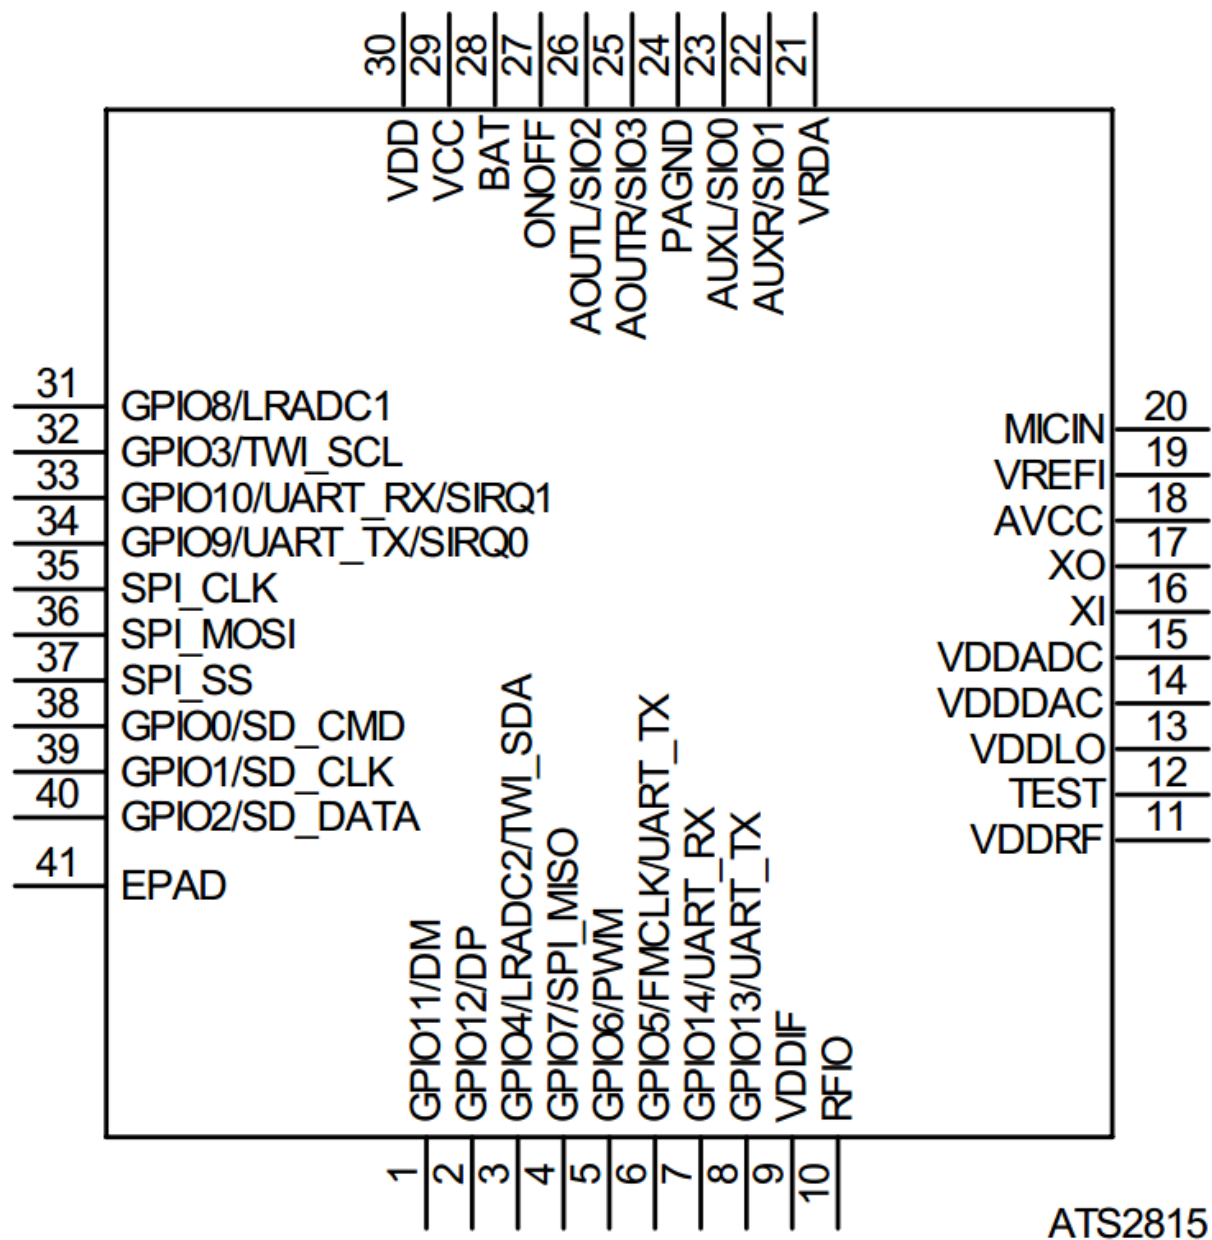 30 29 28 27 26 25 24 23 22 21
VDD
VCC
BAT
ONOFF
AOUTL/SIO2
AOUTR/SIO3
PAGND
AUXL/SIO0
AUXR/SIO1
VRDA
31 GPIO8/LRADC1
32 GPIO3/TWI_SCL
33 GPIO10/UART_RX/SIRQ1
34 GPIO9/UART_TX/SIRQ0
35 SPI_CLK
36 SPI_MOSI
37 SPI_SS
38 GPIO0/SD_CMD
39 GPIO1/SD_CLK
40 GPIO2/SD_DATA
41 EPAD
MICIN 20
VREFI 19
AVCC 18
XO 17
XI 16
VDDADC 15
VDDDAC 14
VDDLO 13
TEST 12
VDDRF 11
GPIO11/DM
GPIO12/DP
GPIO4/LRADC2/TWI_SDA
GPIO7/SPI_MISO
GPIO6/PWM
GPIO5/FMCLK/UART_TX
GPIO14/UART_RX
GPIO13/UART_TX
VDDIF
RFIO
1 2 3 4 5 6 7 8 9 10
ATS2815